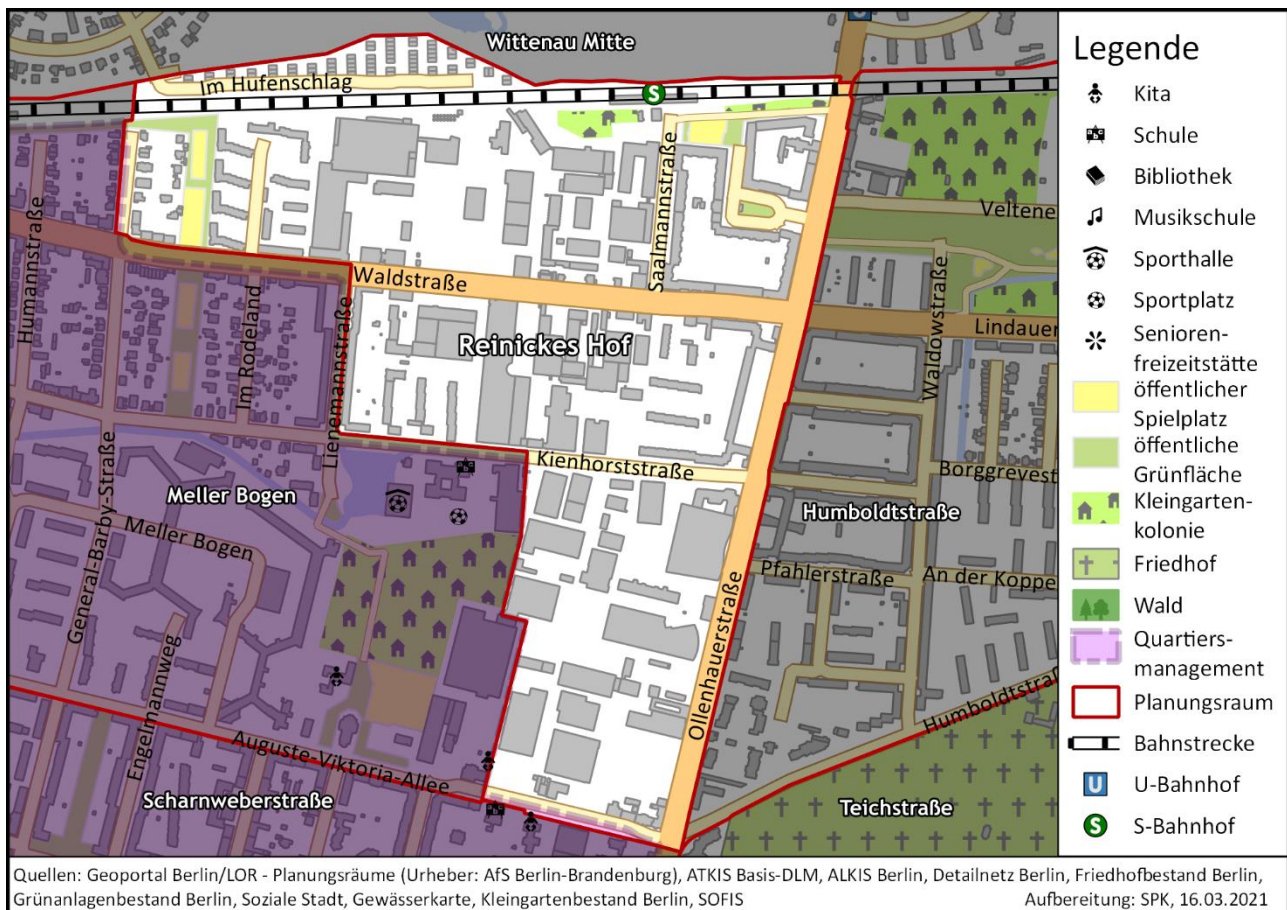 Wittenau Mitte
U
Im Hufenschlag
S
Humannstraße
Saalmannstraße
Veltene
Waldstraße
Waldowstraße
Lindauer
Im Rodeland
Lienemannstraße
Reinickes Hof
General-Barby-Straße
Kienhorststraße
Borggrevest
Meller Bogen
Humboldtstraße
Meller Bogen
Pfahlerstraße
An der Koppe
Ollenhauerstraße
Engelmannweg
Humboldtstraß
Auguste-Viktoria-Allee
Scharnweberstraße
Teichstraße
Legende
Kita
Schule
Bibliothek
Musikschule
Sporthalle
Sportplatz
Senioren-
freizeitstätte
öffentlicher
Spielplatz
öffentliche
Grünfläche
Kleingarten-
kolonie
Friedhof
Wald
Quartiers-
management
Planungsraum
Bahnstrecke
U U-Bahnhof
S S-Bahnhof
Quellen: Geoportal Berlin/LOR - Planungsräume (Urheber: AfS Berlin-Brandenburg), ATKIS Basis-DLM, ALKIS Berlin, Detailnetz Berlin, Friedhofbestand Berlin,
Grünanlagenbestand Berlin, Soziale Stadt, Gewässerkarte, Kleingartenbestand Berlin, SOFIS
Aufbereitung: SPK, 16.03.2021